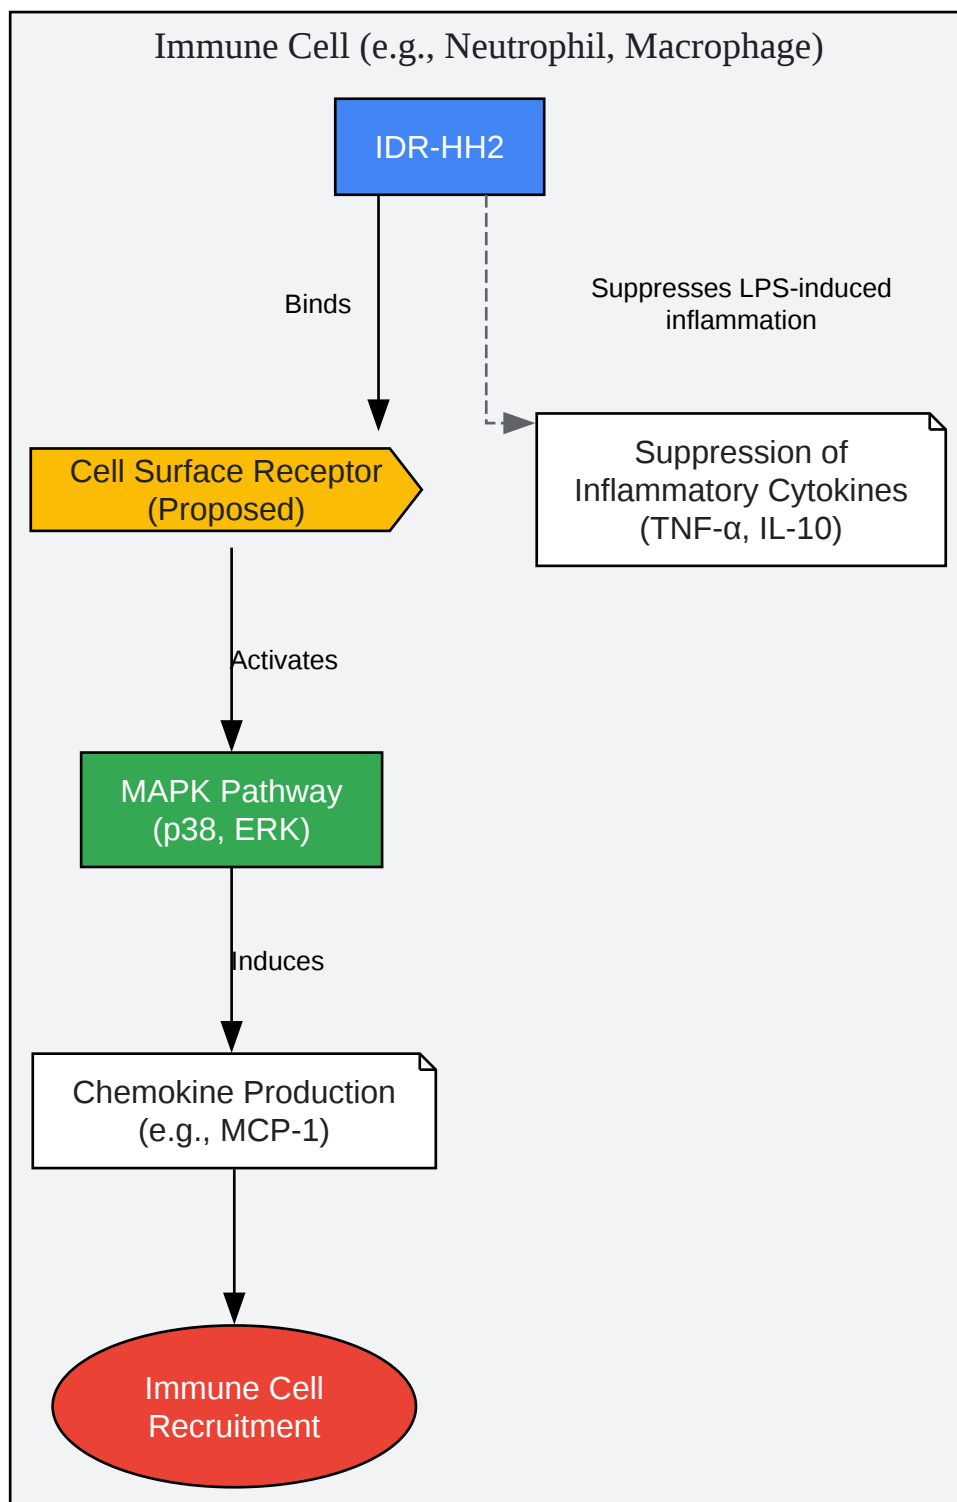 Immune Cell (e.g., Neutrophil, Macrophage)
IDR-HH2
Binds
Suppresses LPS-induced
inflammation
Cell Surface Receptor
(Proposed)
Suppression of
Inflammatory Cytokines
(TNF-α, IL-10)
Activates
MAPK Pathway
(p38, ERK)
Induces
Chemokine Production
(e.g., MCP-1)
Immune Cell
Recruitment